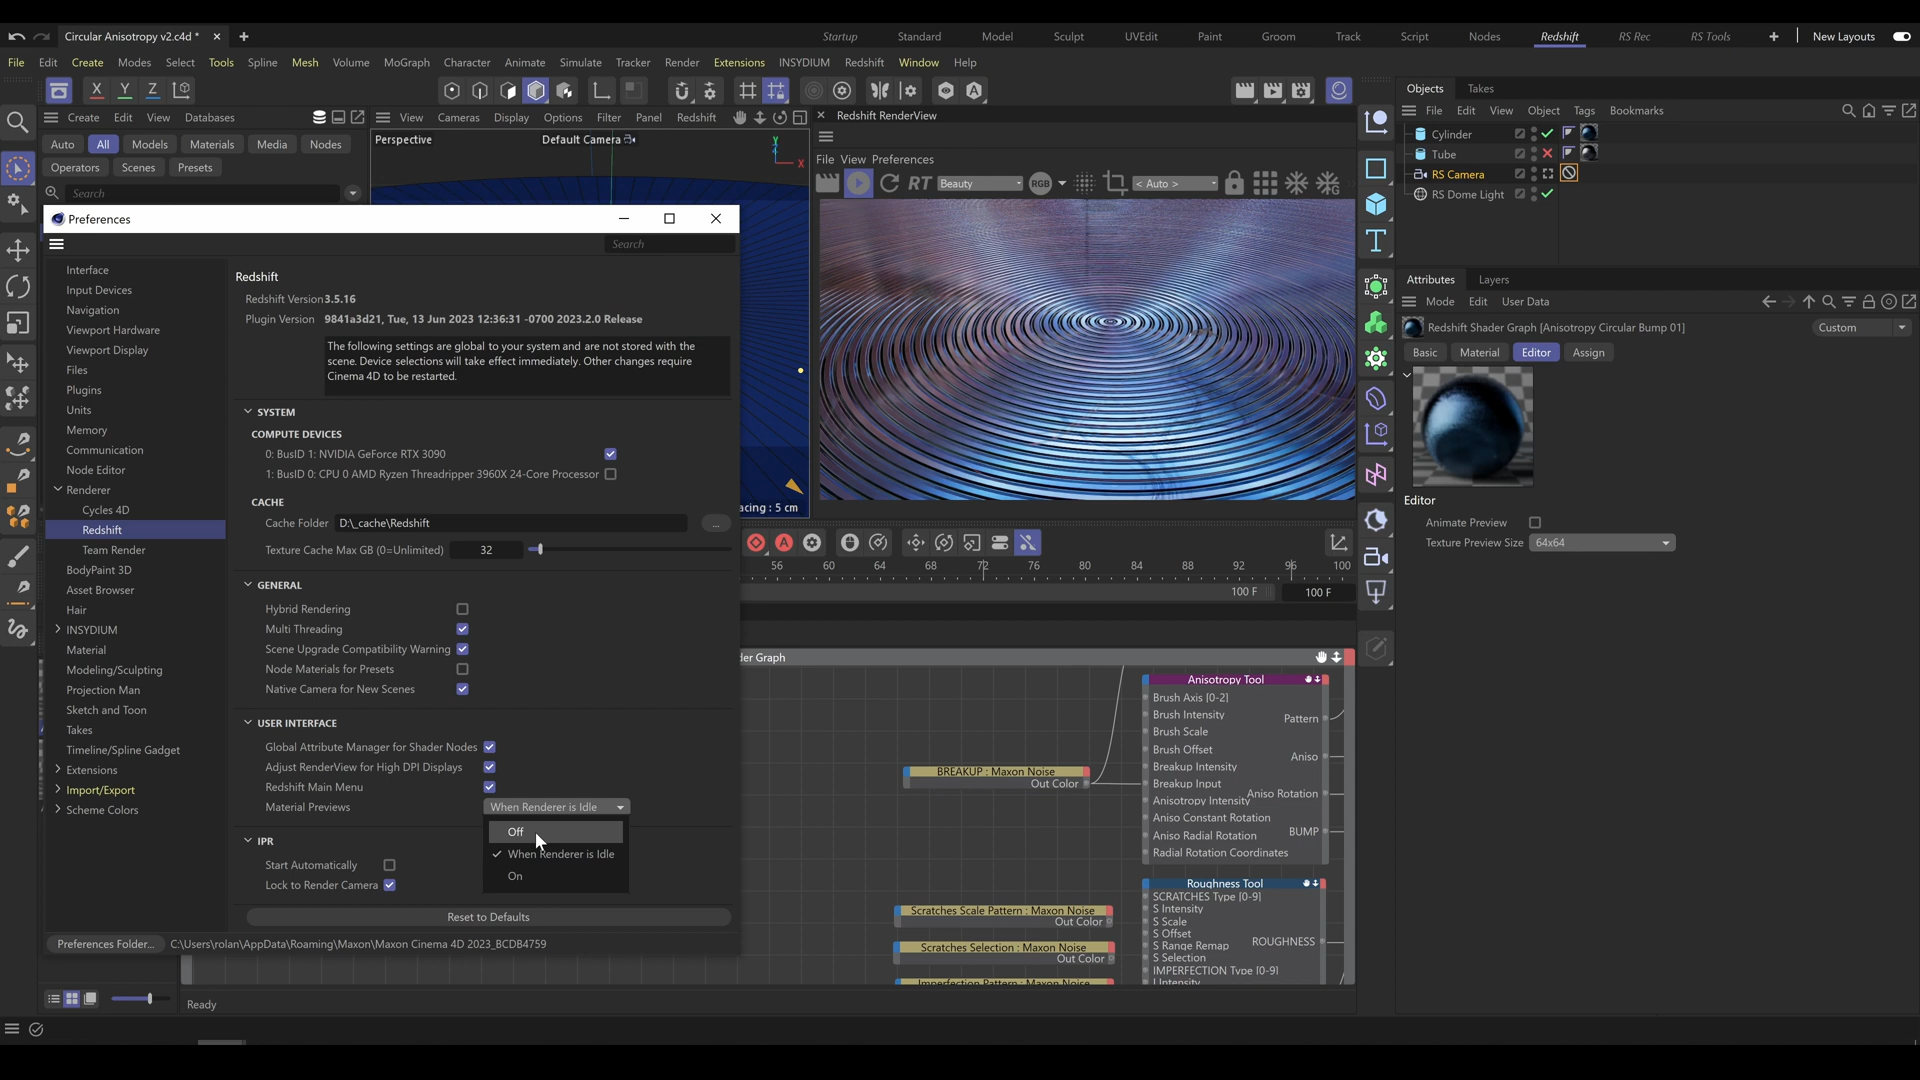 Circular Anisotropy v2.c4d *
Startup Standard Model Sculpt UVEdit Paint Groom Track Script Nodes Redshift RS Rec RS Tools New Layouts
File Edit Create Modes Select Tools Spline Mesh Volume MoGraph Character Animate Simulate Tracker Render Extensions INSYDIUM Redshift Window Help
X Y Z
Create Edit View Databases
Auto All Models Materials Media Nodes
Operators Scenes Presets
Search
View Cameras Display Options Filter Panel Redshift
Perspective Default Camera
Y
X
Redshift RenderView
File View Preferences
RT Beauty RGB < Auto >
Objects Takes
File Edit View Object Tags Bookmarks
Cylinder
Tube
RS Camera
RS Dome Light
Attributes Layers
Mode Edit User Data
Redshift Shader Graph [Anisotropy Circular Bump 01] Custom
Basic Material Editor Assign
Editor
Animate Preview
Texture Preview Size 64x64
Preferences
Search
Interface
Input Devices
Navigation
Viewport Hardware
Viewport Display
Files
Plugins
Units
Memory
Communication
Node Editor
Renderer
Cycles 4D
Redshift
Team Render
BodyPaint 3D
Asset Browser
Hair
INSYDIUM
Material
Modeling/Sculpting
Projection Man
Sketch and Toon
Takes
Timeline/Spline Gadget
Extensions
Import/Export
Scheme Colors
Redshift
Redshift Version 3.5.16
Plugin Version 9841a3d21, Tue, 13 Jun 2023 12:36:31 -0700 2023.2.0 Release
The following settings are global to your system and are not stored with the
scene. Device selections will take effect immediately. Other changes require
Cinema 4D to be restarted.
SYSTEM
COMPUTE DEVICES
0: BusID 1: NVIDIA GeForce RTX 3090
1: BusID 0: CPU 0 AMD Ryzen Threadripper 3960X 24-Core Processor
CACHE
Cache Folder D:\_cache\Redshift ...
Texture Cache Max GB (0=Unlimited) 32
GENERAL
Hybrid Rendering
Multi Threading
Scene Upgrade Compatibility Warning
Node Materials for Presets
Native Camera for New Scenes
USER INTERFACE
Global Attribute Manager for Shader Nodes
Adjust RenderView for High DPI Displays
Redshift Main Menu
Material Previews When Renderer is Idle
Off
When Renderer is Idle
On
IPR
Start Automatically
Lock to Render Camera
Reset to Defaults
Preferences Folder... C:\Users\rolan\AppData\Roaming\Maxon\Maxon Cinema 4D 2023_BCDB4759
acing : 5 cm
56 60 64 68 72 76 80 84 88 92 96 100
100 F 100 F
der Graph
Anisotropy Tool
Brush Axis [0-2]
Brush Intensity
Pattern
Brush Scale
Brush Offset
Aniso
Breakup Intensity
Breakup Input
Anisotropy Intensity
Aniso Rotation
Aniso Constant Rotation
Aniso Radial Rotation
BUMP
Radial Rotation Coordinates
BREAKUP : Maxon Noise
Out Color
Roughness Tool
SCRATCHES Type [0-9]
S Intensity
S Scale
S Offset
S Range Remap
ROUGHNESS
S Selection
IMPERFECTION Type [0-9]
I Intensity
Scratches Scale Pattern : Maxon Noise
Out Color
Scratches Selection : Maxon Noise
Out Color
Imperfection Pattern : Maxon Noise
Ready